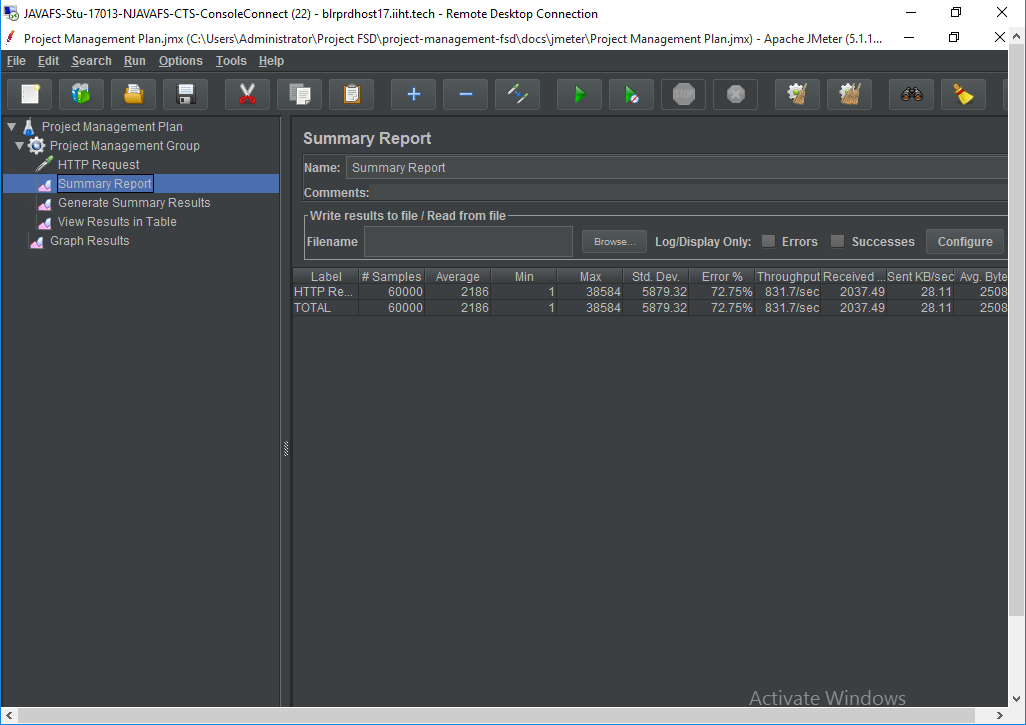 JAVAFS-Stu-17013-NJAVAFS-CTS-ConsoleConnect (22) - blrprdhost17.iiht.tech - Remote Desktop Connection
Project Management Plan.jmx (C:\Users\Administrator\Project FSD\project-management-fsd\docs\jmeter\Project Management Plan.jmx) - Apache JMeter (5.1.1...
File Edit Search Run Options Tools Help
STOP
Project Management Plan
Project Management Group
HTTP Request
Summary Report
Generate Summary Results
View Results in Table
Graph Results
Summary Report
Name: Summary Report
Comments:
Write results to file / Read from file
Filename Browse... Log/Display Only: Errors Successes Configure
Label # Samples Average Min Max Std. Dev. Error % Throughput Received ... Sent KB/sec Avg. Byte
HTTP Re... 60000 2186 1 38584 5879.32 72.75% 831.7/sec 2037.49 28.11 2508
TOTAL 60000 2186 1 38584 5879.32 72.75% 831.7/sec 2037.49 28.11 2508
Activate Windows